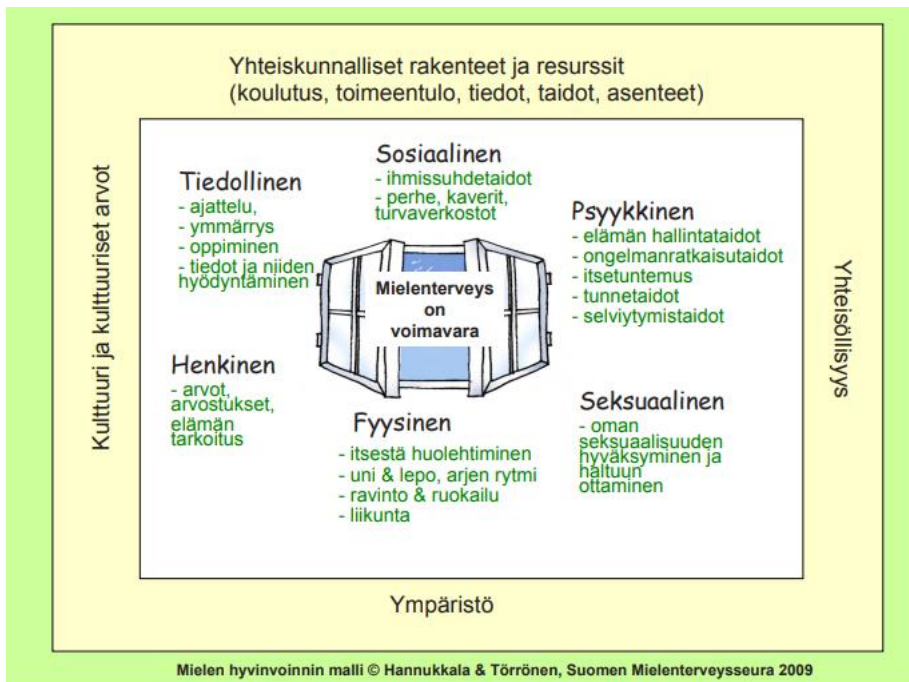 Yhteiskunnalliset rakenteet ja resurssit
(koulutus, toimeentulo, tiedot, taidot, asenteet)
Kulttuuri ja kulttuuriset arvot
Tiedollinen
- ajattelu,
- ymmärrys
- oppiminen
- tiedot ja niiden
hyödyntäminen
Sosiaalinen
- ihmissuhdetaidot
- perhe, kaverit,
turvaverkostot
Psyykkinen
- elämän hallintataidot
- ongelmanratkaisutaidot
- itsetuntemus
- tunnetaidot
- selviytymistaidot
Mielenterveys
on
voimavara
Henkinen
- arvot,
arvostukset,
elämän
tarkoitus
Fyysinen
- itsestä huolehtiminen
- uni & lepo, arjen rytmi
- ravinto & ruokailu
- liikunta
Seksuaalinen
- oman
seksuaalisuuden
hyväksyminen ja
haltuun
ottaminen
Yhteisöllisyys
Ympäristö
Mielen hyvinvoinnin malli © Hannukkala & Törrönen, Suomen Mielenterveysseura 2009